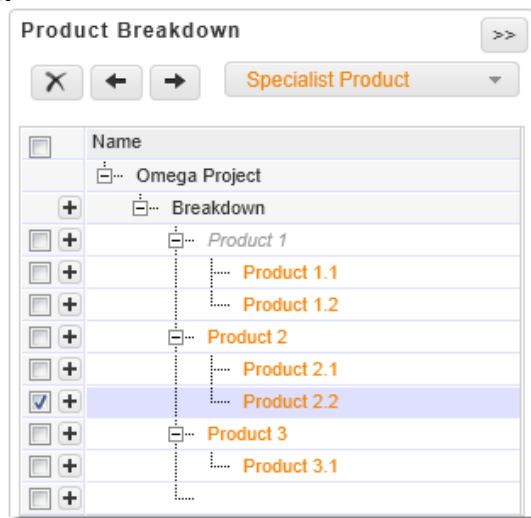 Product Breakdown
>>
Specialist Product
Name
Omega Project
Breakdown
Product 1
Product 1.1
Product 1.2
Product 2
Product 2.1
Product 2.2
Product 3
Product 3.1